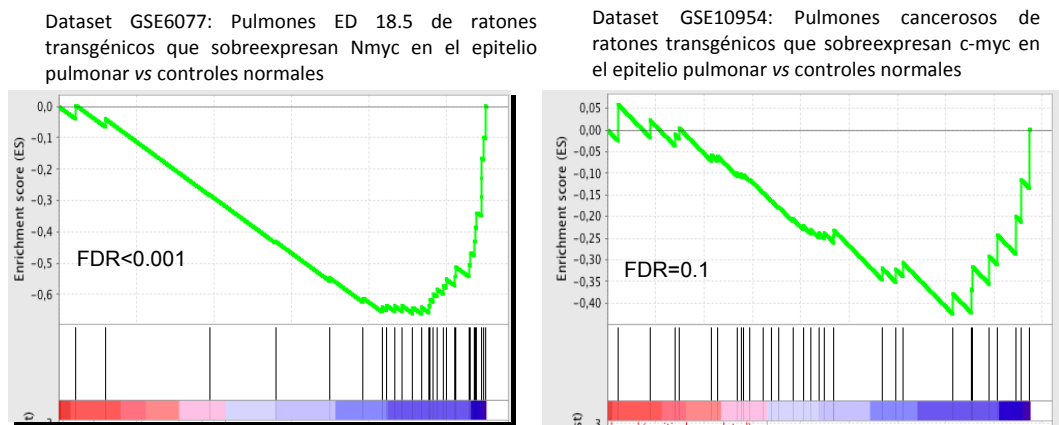 Dataset GSE6077: Pulmones ED 18.5 de ratones
transgénicos que sobreexpresan Nmyc en el epitelio
pulmonar vs controles normales
Dataset GSE10954: Pulmones cancerosos de
ratones transgénicos que sobreexpresan c-myc en
el epitelio pulmonar vs controles normales
Enrichment score (ES)
0,0
-0,1
-0,2
-0,3
-0,4
-0,5
-0,6
FDR<0.001
Enrichment score (ES)
0,05
0,00
-0,05
-0,10
-0,15
-0,20
-0,25
-0,30
-0,35
-0,40
FDR=0.1